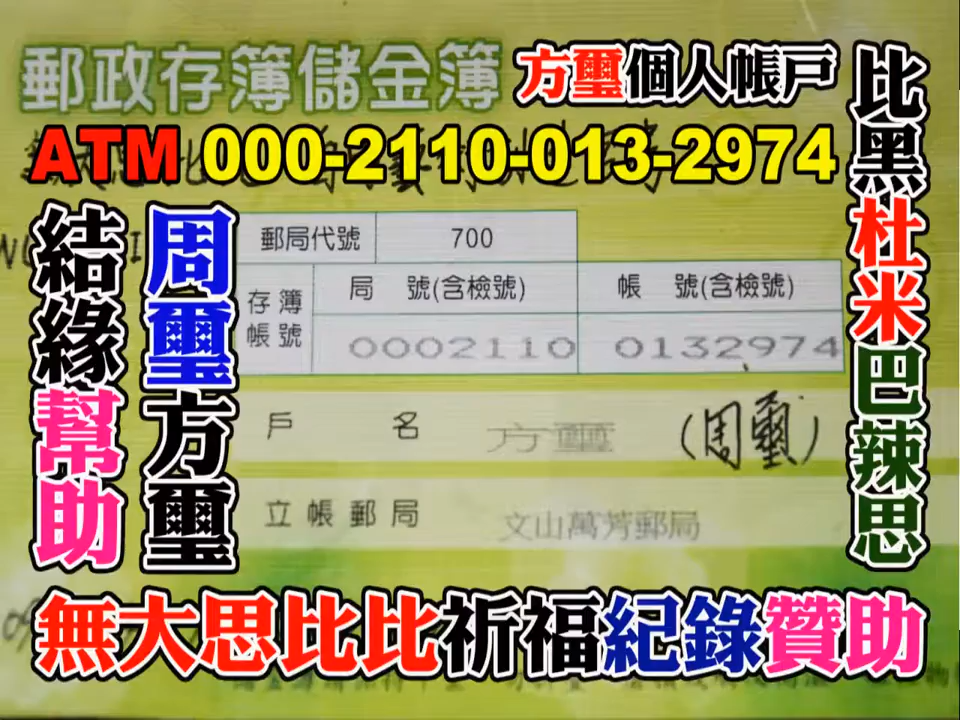 郵政存簿儲金簿
方璽個人帳戶
ATM 000-2110-013-2974
比黑杜米巴辣思
結緣幫助
周璽方璽
郵局代號 700
存簿帳號
局 號(含檢號) 帳 號(含檢號)
0002110 0132974
戶 名 方璽 (周璽)
立帳郵局 文山萬芳郵局
無大思比比祈福紀錄贊助